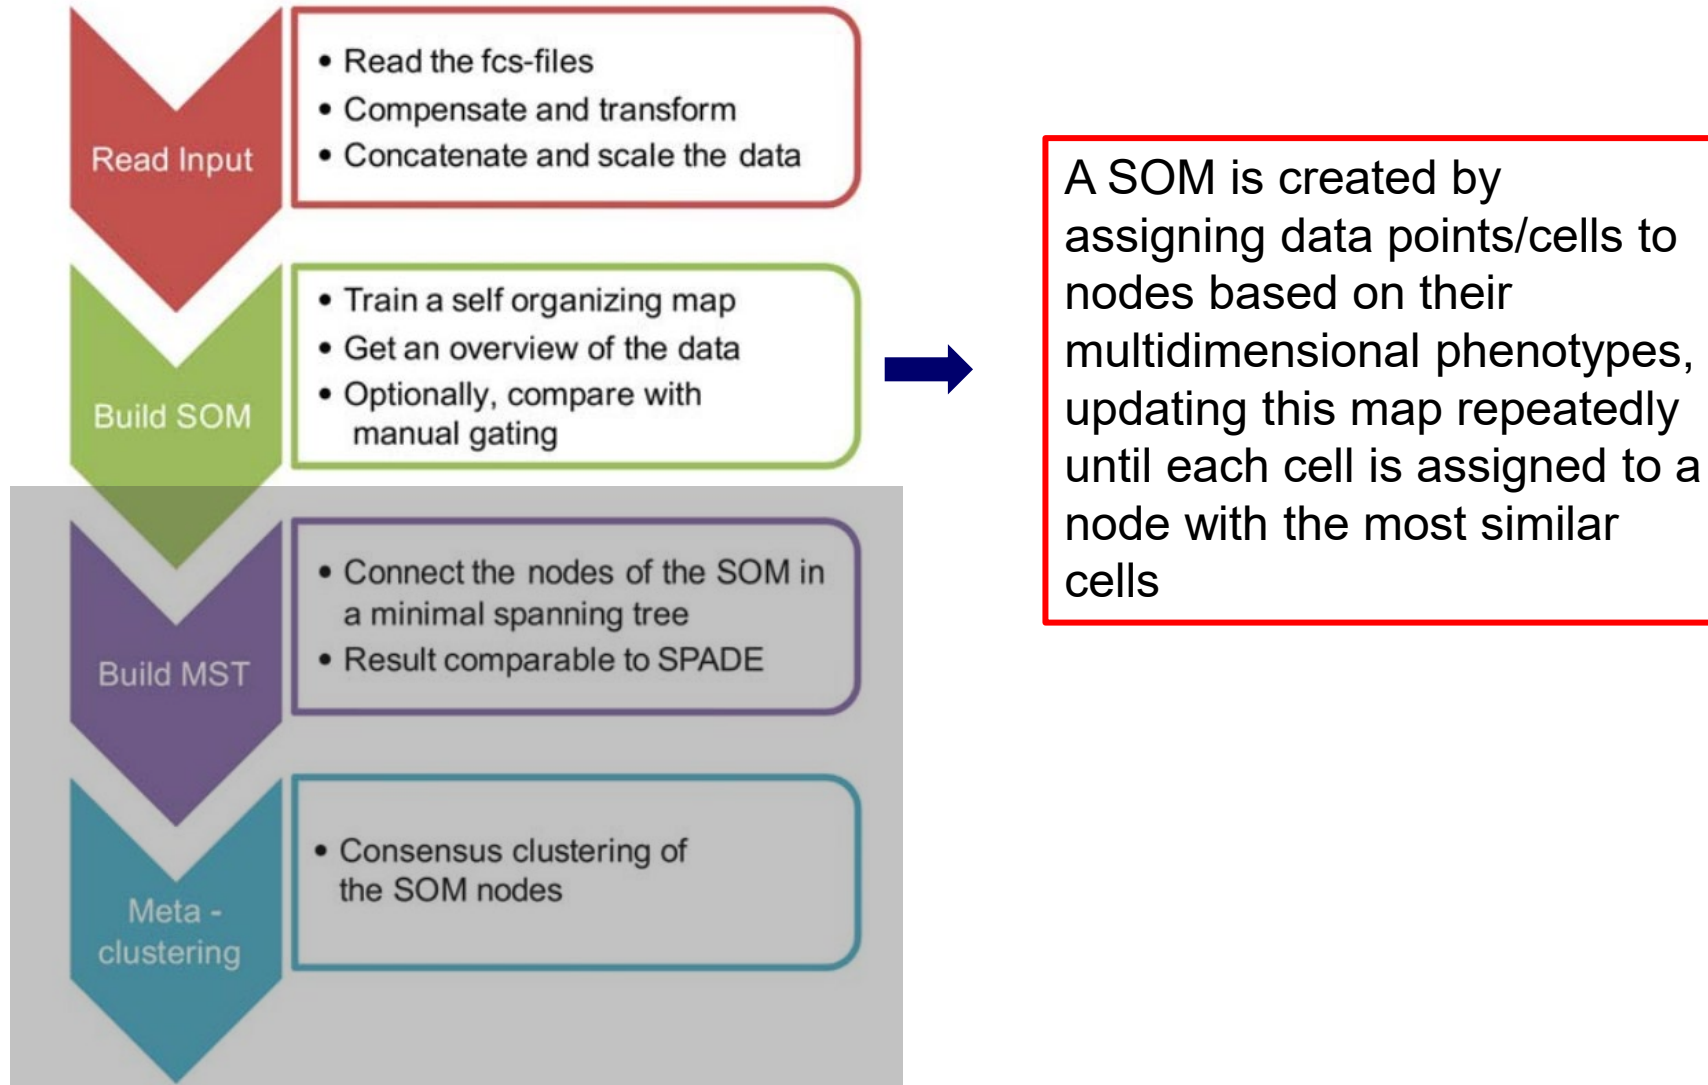 Read Input
• Read the fcs-files
• Compensate and transform
• Concatenate and scale the data
Build SOM
• Train a self organizing map
• Get an overview of the data
• Optionally, compare with
manual gating
A SOM is created by
assigning data points/cells to
nodes based on their
multidimensional phenotypes,
updating this map repeatedly
until each cell is assigned to a
node with the most similar
cells
Build MST
• Connect the nodes of the SOM in
a minimal spanning tree
• Result comparable to SPADE
Meta -
clustering
• Consensus clustering of
the SOM nodes